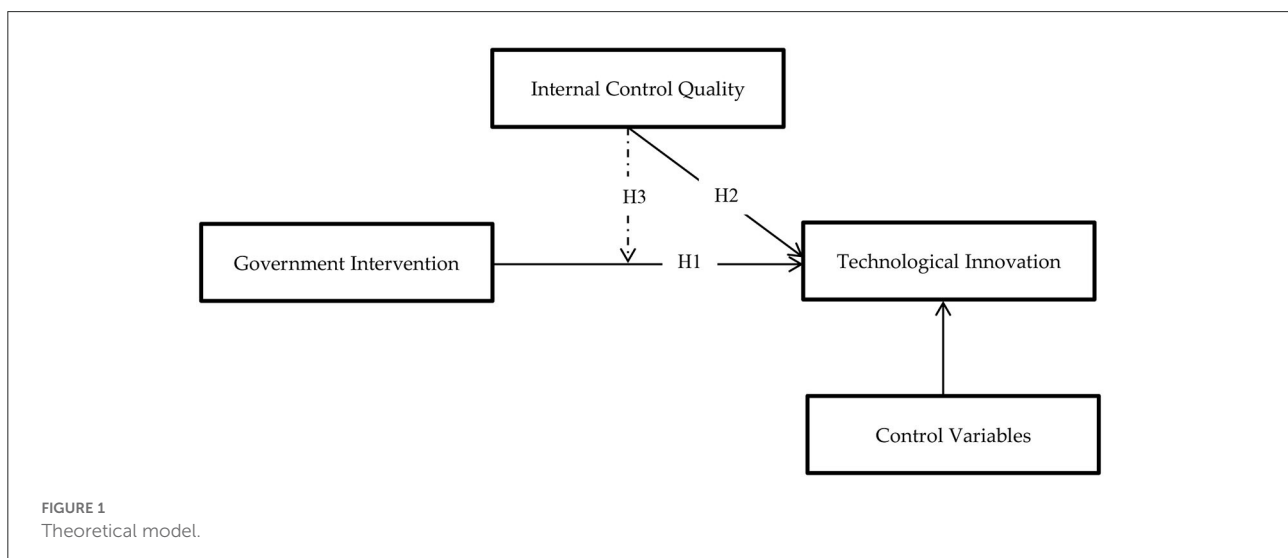 Internal Control Quality
H3
H2
Government Intervention
H1
Technological Innovation
Control Variables
FIGURE 1
Theoretical model.